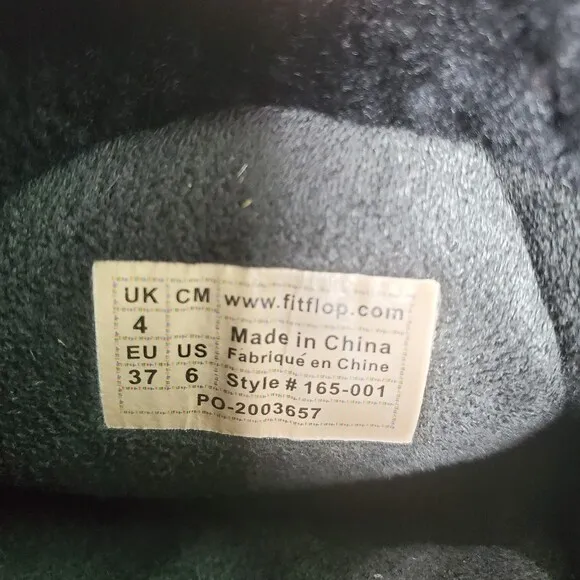 UK CM www.fitflop.com
4 Made in China
EU US Fabriqué en Chine
37 6 Style # 165-001
PO-2003657